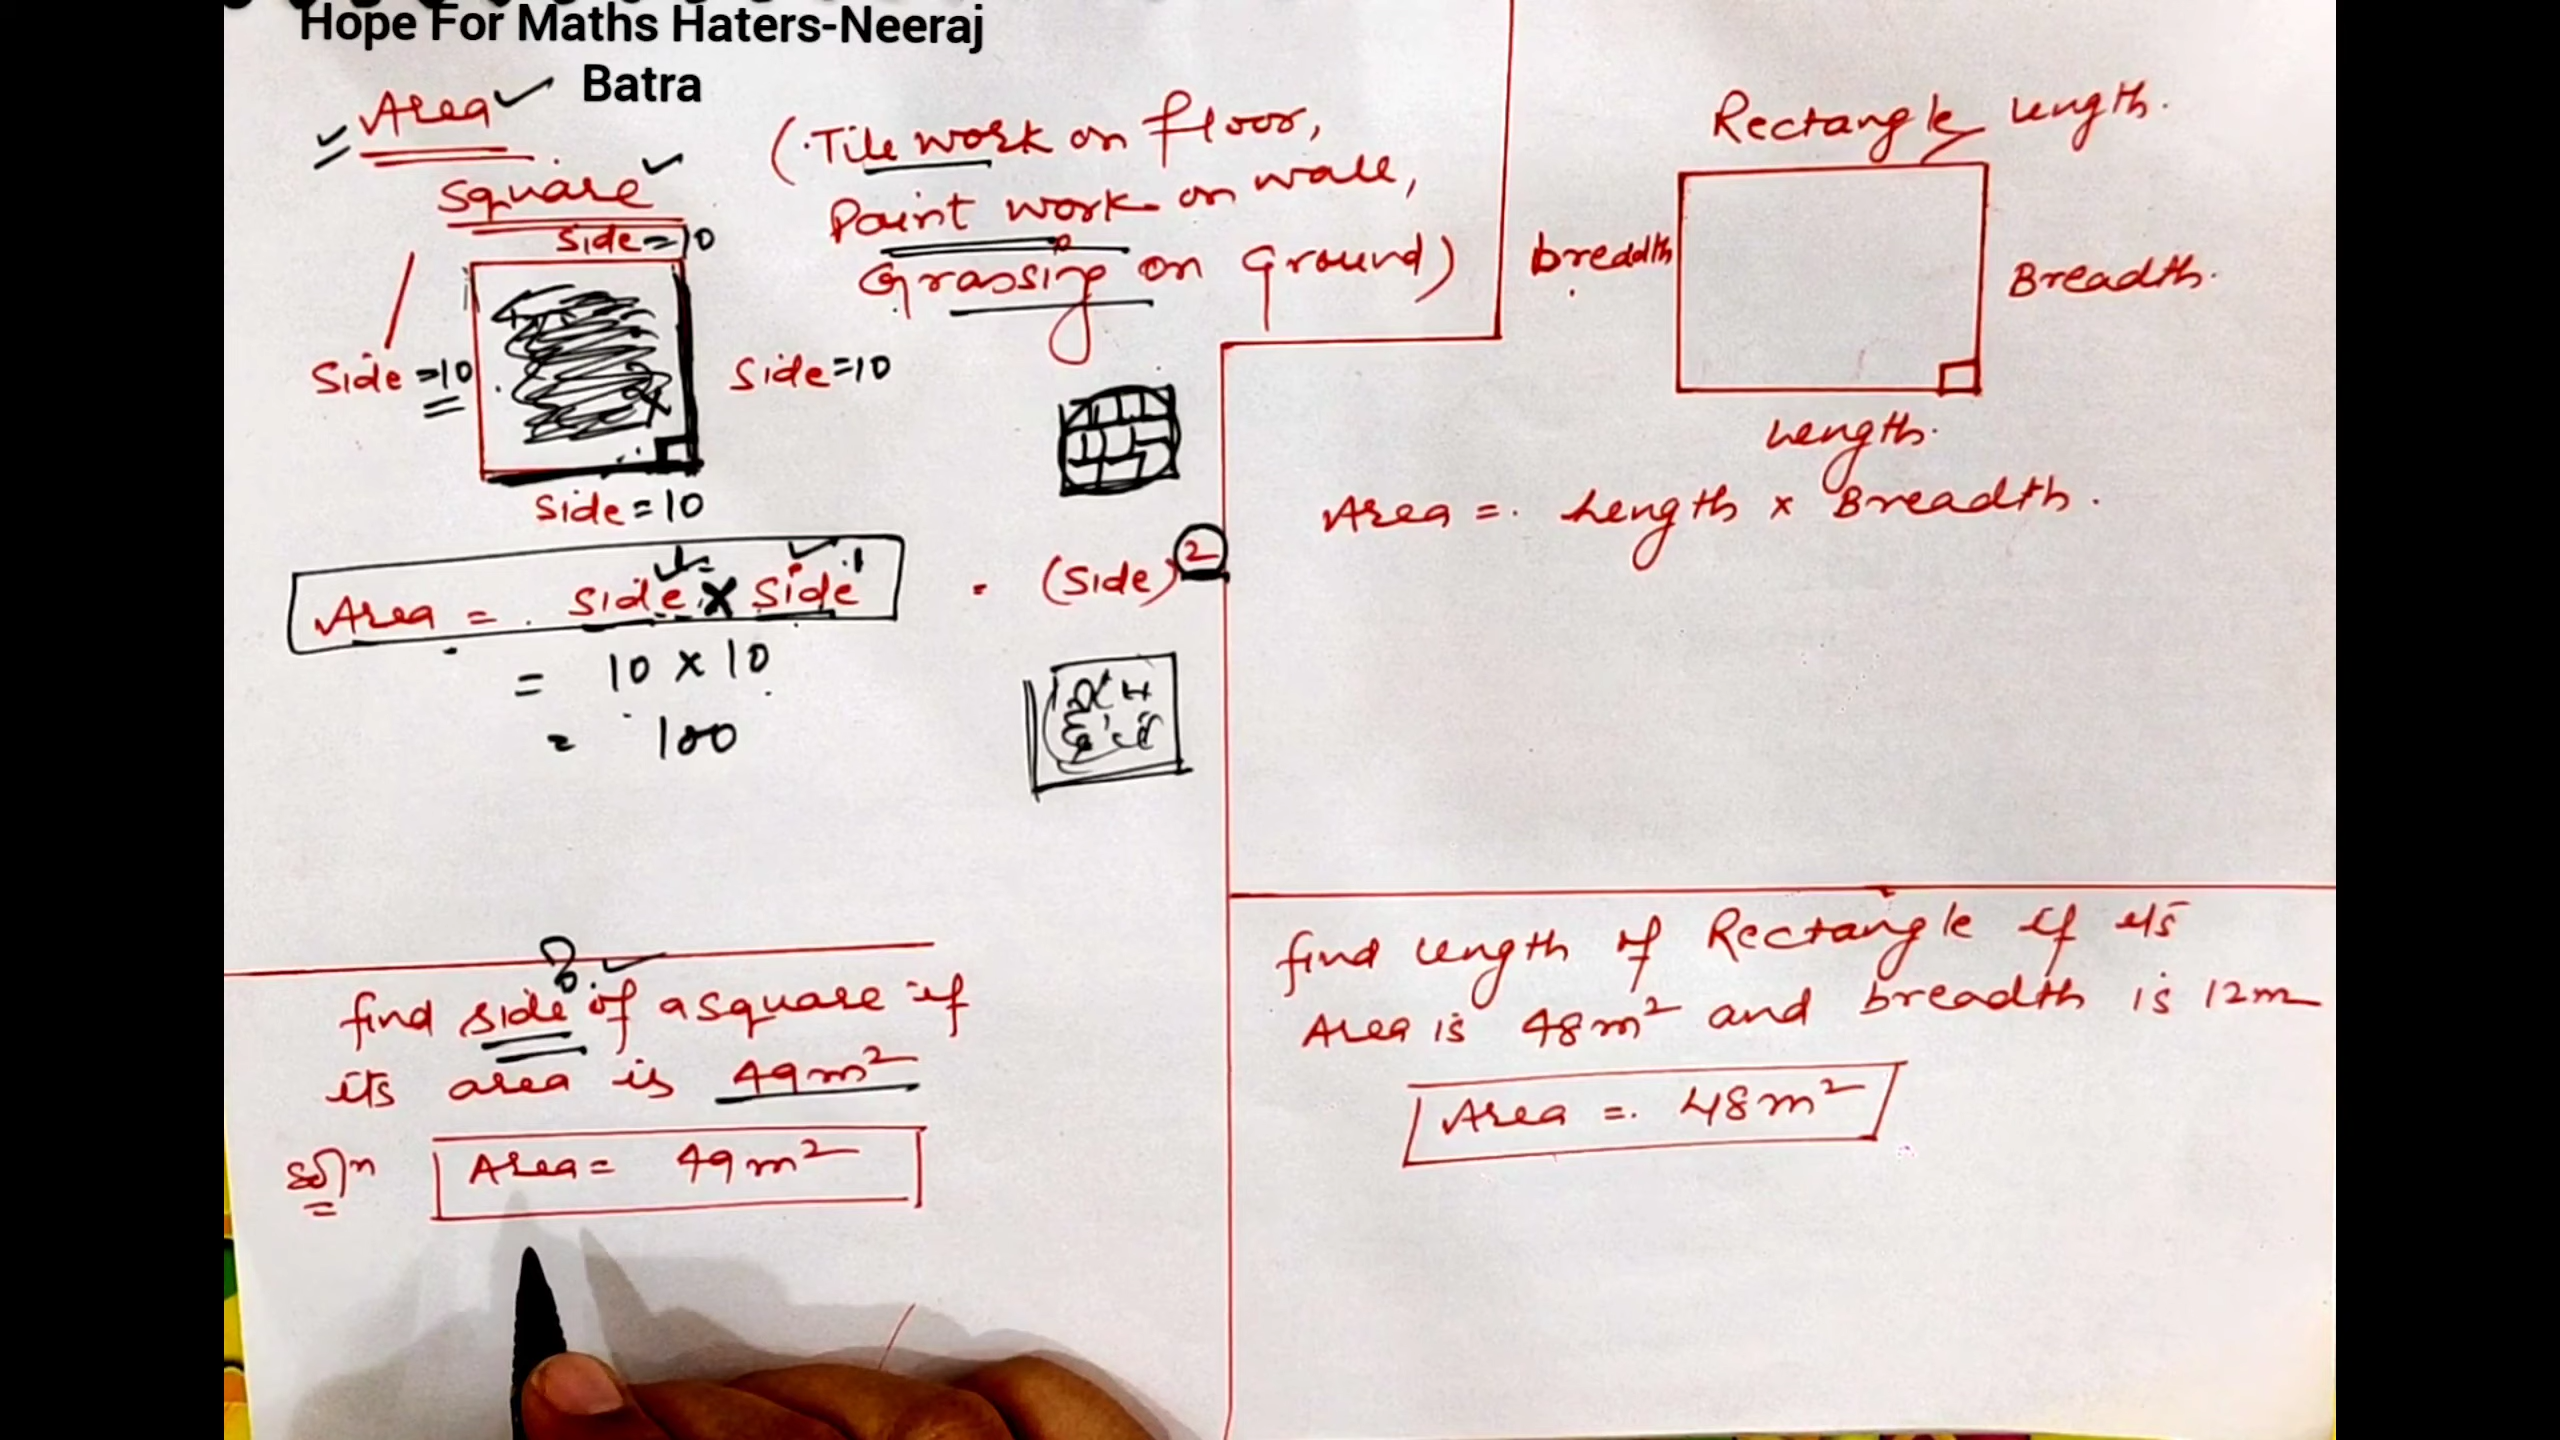 Hope For Maths Haters-Neeraj
Batra
Area
Square
(Tile work on floor,
Paint work on wall,
Grassing on Ground)
Side=10
Side =10
Side=10
Side =10
Area = Side x Side = (Side)2
= 10 x 10
= 100
find side of a square if
its area is 49m2
Soln
Area = 49m2
Rectangle length.
breadth
Breadth.
Length.
Area = Length x Breadth.
find length of Rectangle if its
Area is 48m2 and breadth is 12m
Area = 48m2